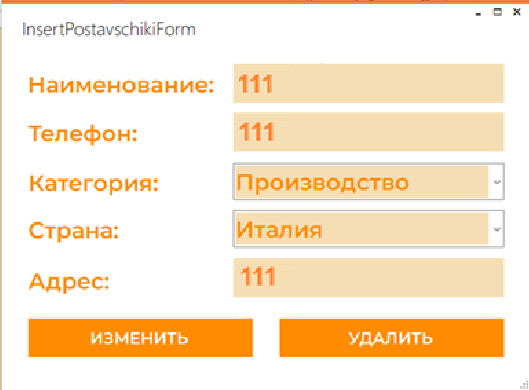 InsertPostavschikiForm
Наименование: 111
Телефон: 111
Категория: Производство
Страна: Италия
Адрес: 111
ИЗМЕНИТЬ УДАЛИТЬ